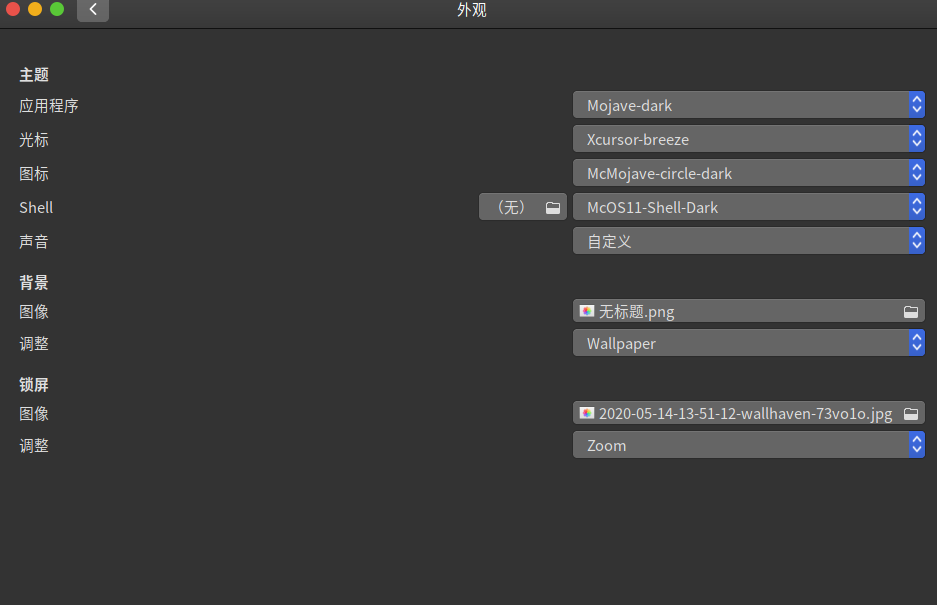 外观
主题
应用程序 Mojave-dark
光标 Xcursor-breeze
图标 McMojave-circle-dark
Shell （无） McOS11-Shell-Dark
声音 自定义
背景
图像 无标题.png
调整 Wallpaper
锁屏
图像 2020-05-14-13-51-12-wallhaven-73vo1o.jpg
调整 Zoom